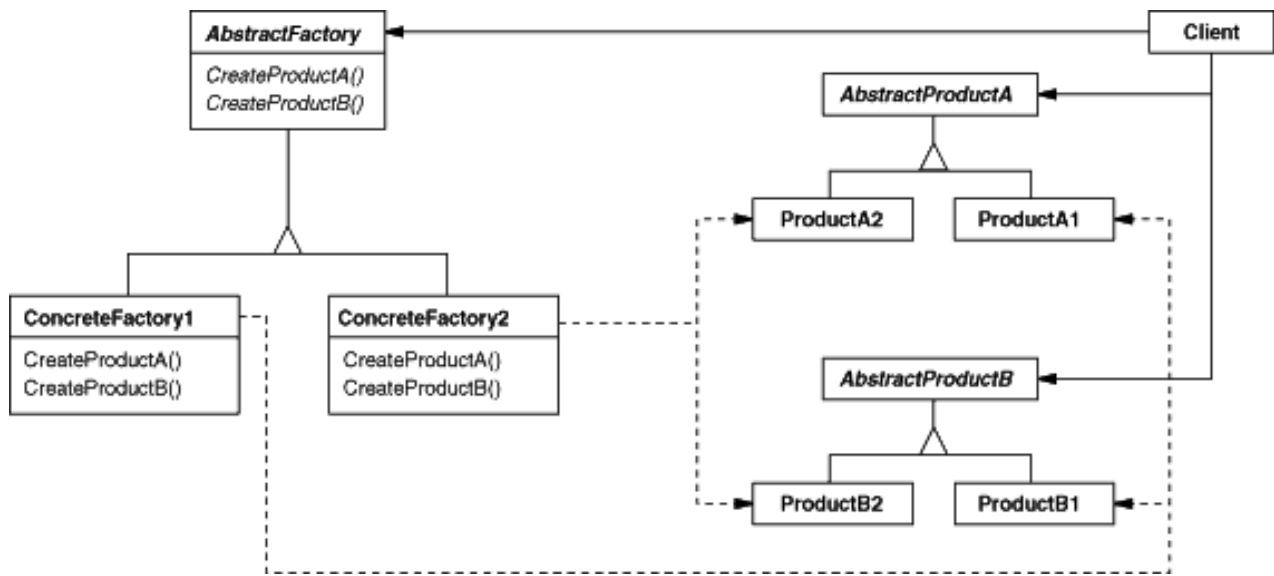 AbstractFactory
CreateProductA()
CreateProductB()
Client
AbstractProductA
ProductA2
ProductA1
ConcreteFactory1
CreateProductA()
CreateProductB()
ConcreteFactory2
CreateProductA()
CreateProductB()
AbstractProductB
ProductB2
ProductB1